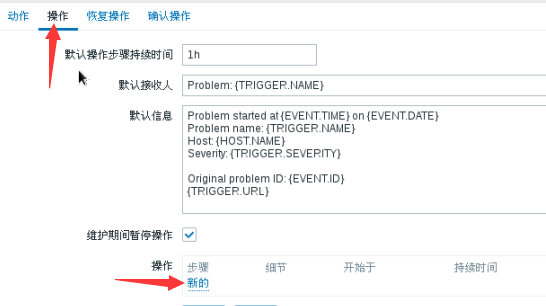 动作 操作 恢复操作 确认操作
默认操作步骤持续时间 1h
默认接收人 Problem: {TRIGGER.NAME}
默认信息 Problem started at {EVENT.TIME} on {EVENT.DATE}
Problem name: {TRIGGER.NAME}
Host: {HOST.NAME}
Severity: {TRIGGER.SEVERITY}
Original problem ID: {EVENT.ID}
{TRIGGER.URL}
维护期间暂停操作
操作 步骤 细节 开始于 持续时间
新的